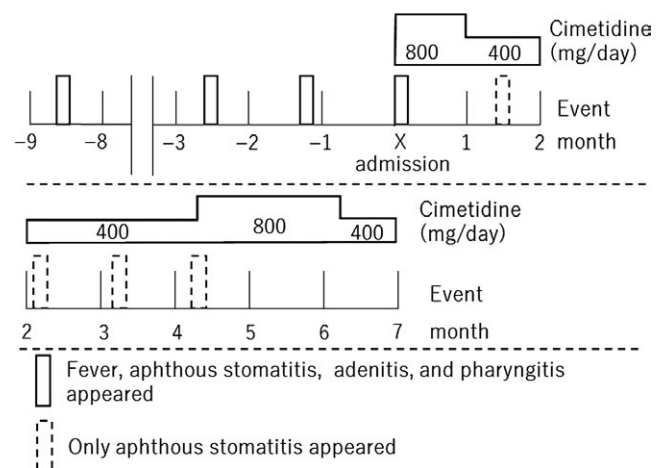 Cimetidine
(mg/day)
800 400
Event
−9 −8 −3 −2 −1 X 1 2 month
admission
Cimetidine
(mg/day)
400 800 400
Event
2 3 4 5 6 7 month
Fever, aphthous stomatitis, adenitis, and pharyngitis
appeared
Only aphthous stomatitis appeared